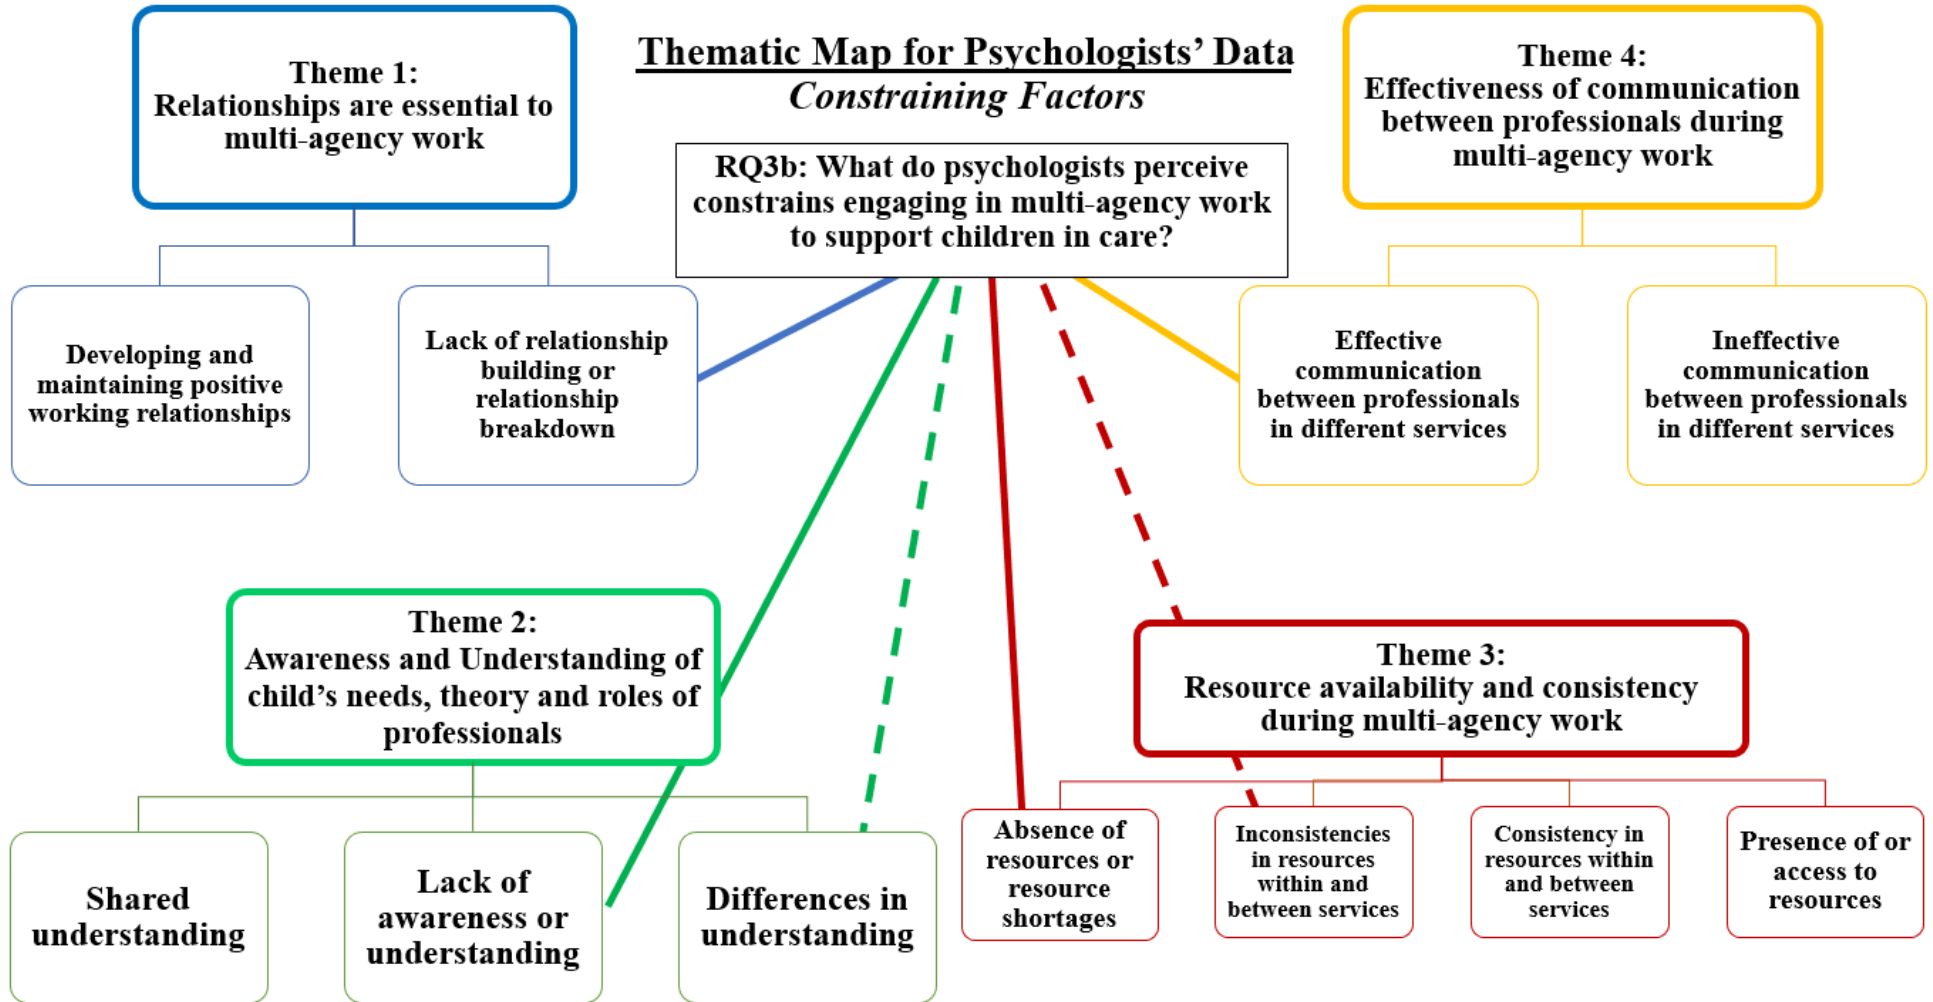 Thematic Map for Psychologists’ Data
Constraining Factors
Theme 1:
Relationships are essential to
multi-agency work
RQ3b: What do psychologists perceive
constrains engaging in multi-agency work
to support children in care?
Theme 4:
Effectiveness of communication
between professionals during
multi-agency work
Developing and
maintaining positive
working relationships
Lack of relationship
building or
relationship
breakdown
Effective
communication
between professionals
in different services
Ineffective
communication
between professionals
in different services
Theme 2:
Awareness and Understanding of
child’s needs, theory and roles of
professionals
Theme 3:
Resource availability and consistency
during multi-agency work
Shared
understanding
Lack of
awareness or
understanding
Differences in
understanding
Absence of
resources or
resource
shortages
Inconsistencies
in resources
within and
between services
Consistency in
resources within
and between
services
Presence of or
access to
resources